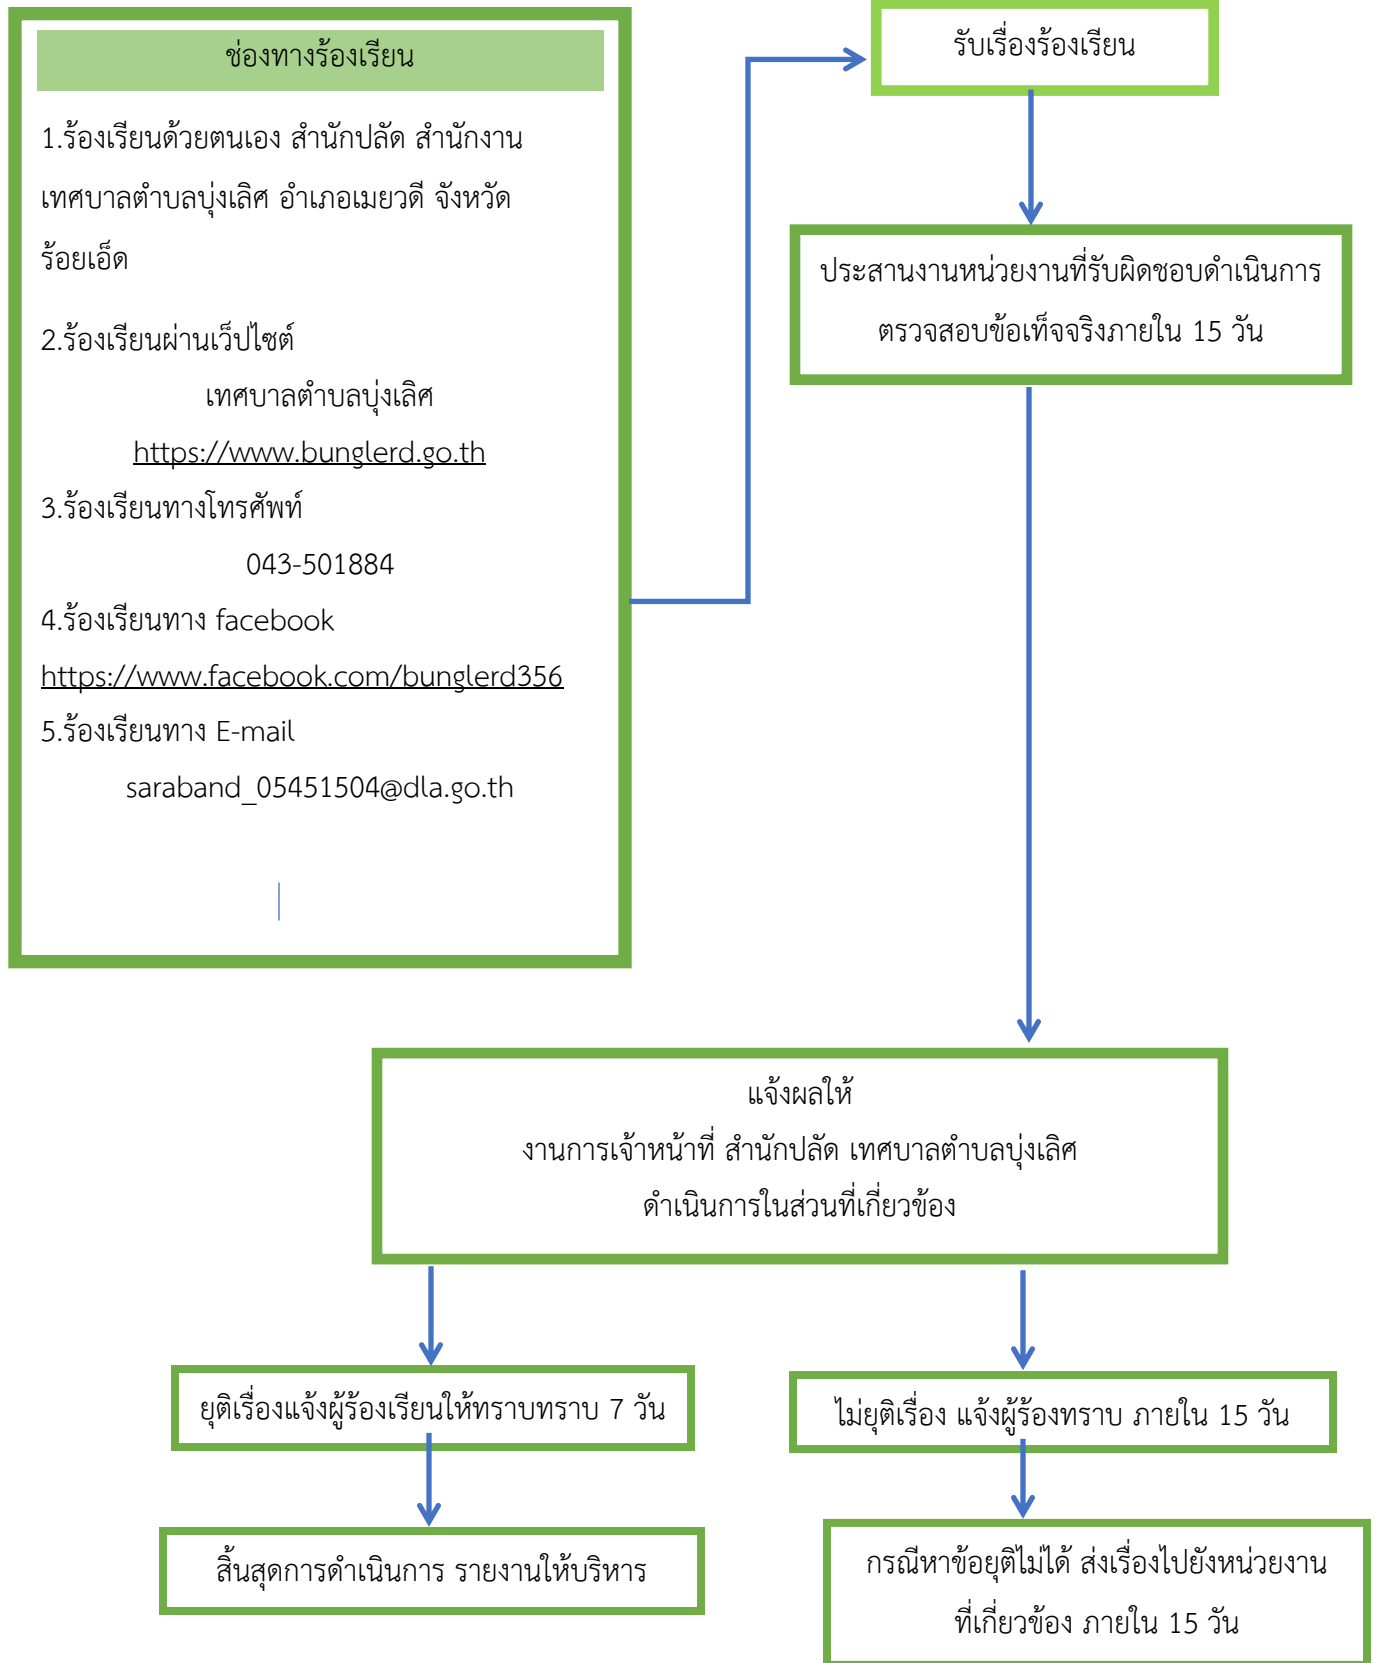 ช่องทางร้องเรียน
1.ร้องเรียนด้วยตนเอง สำนักปลัด สำนักงาน
เทศบาลตำบลบุ่งเลิศ อำเภอเมยวดี จังหวัด
ร้อยเอ็ด
2.ร้องเรียนผ่านเว็ปไซต์
เทศบาลตำบลบุ่งเลิศ
https://www.bunglerd.go.th
3.ร้องเรียนทางโทรศัพท์
043-501884
4.ร้องเรียนทาง facebook
https://www.facebook.com/bunglerd356
5.ร้องเรียนทาง E-mail
saraband_05451504@dla.go.th
รับเรื่องร้องเรียน
ประสานงานหน่วยงานที่รับผิดชอบดำเนินการ
ตรวจสอบข้อเท็จจริงภายใน 15 วัน
แจ้งผลให้
งานการเจ้าหน้าที่ สำนักปลัด เทศบาลตำบลบุ่งเลิศ
ดำเนินการในส่วนที่เกี่ยวข้อง
ยุติเรื่องแจ้งผู้ร้องเรียนให้ทราบทราบ 7 วัน
ไม่ยุติเรื่อง แจ้งผู้ร้องทราบ ภายใน 15 วัน
สิ้นสุดการดำเนินการ รายงานให้บริหาร
กรณีหาข้อยุติไม่ได้ ส่งเรื่องไปยังหน่วยงาน
ที่เกี่ยวข้อง ภายใน 15 วัน